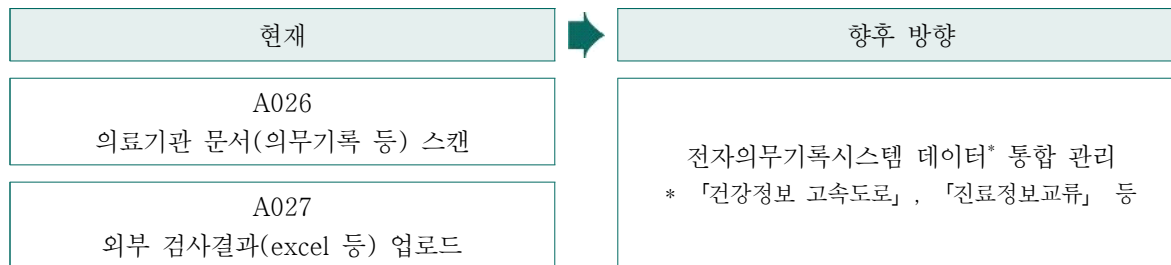 현재
향후 방향
A026
의료기관 문서(의무기록 등) 스캔
A027
외부 검사결과(excel 등) 업로드
전자의무기록시스템 데이터* 통합 관리
* 「건강정보 고속도로」, 「진료정보교류」 등